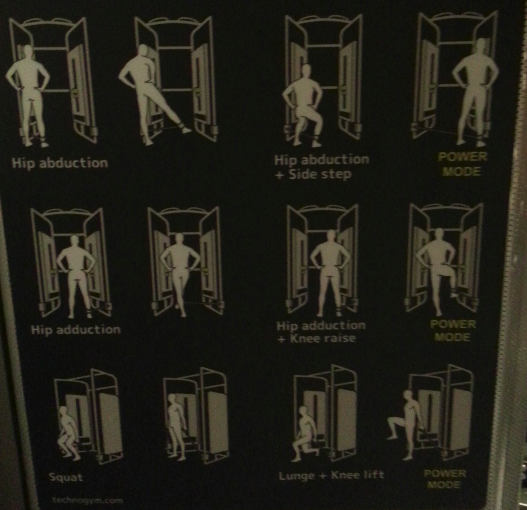 Hip abduction
Hip abduction
+ Side step
POWER
MODE
Hip adduction
Hip adduction
+ Knee raise
POWER
MODE
Squat
Lunge + Knee lift
POWER
MODE
technogym.com